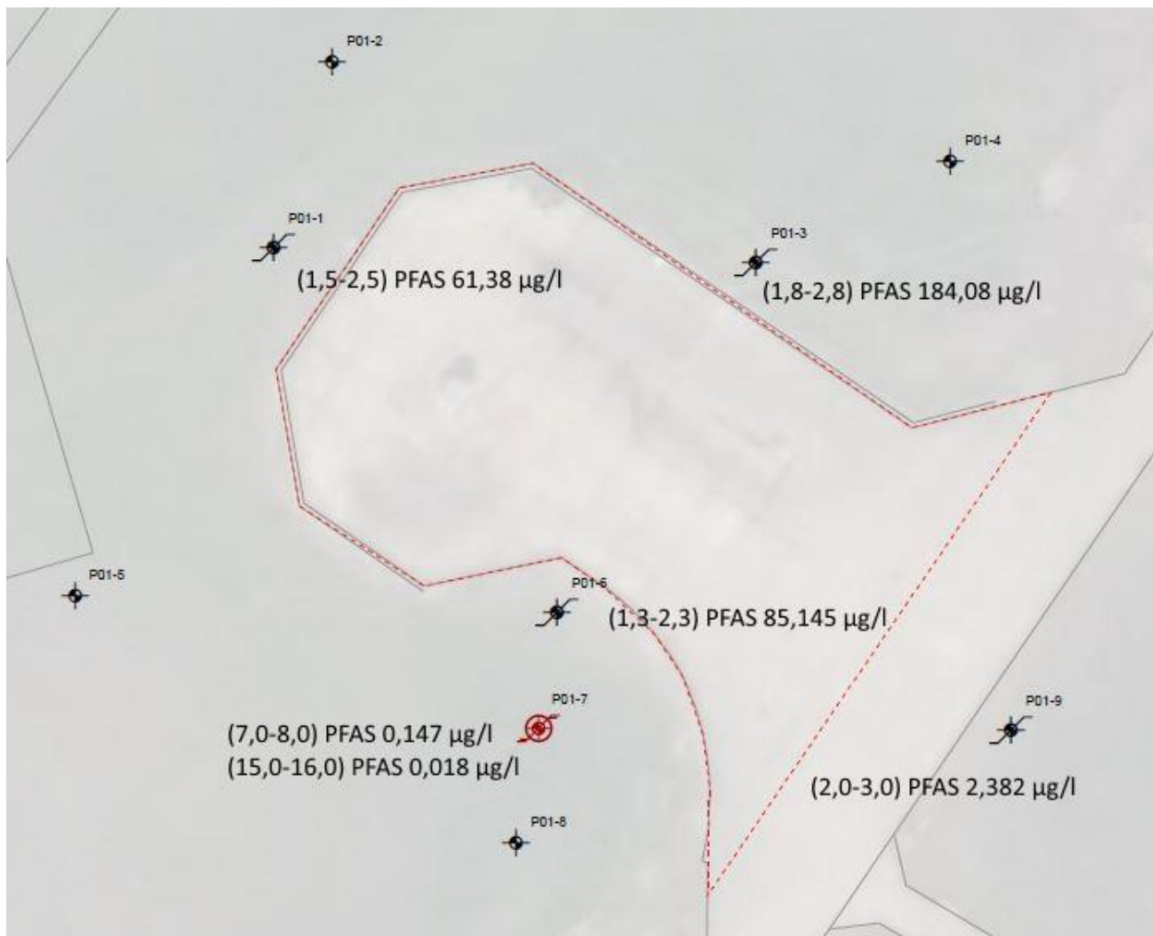 P01-2
P01-4
P01-1
P01-3
(1,5-2,5) PFAS 61,38 µg/l
(1,8-2,8) PFAS 184,08 µg/l
P01-5
P01-6
(1,3-2,3) PFAS 85,145 µg/l
P01-7
P01-9
(7,0-8,0) PFAS 0,147 µg/l
(15,0-16,0) PFAS 0,018 µg/l
(2,0-3,0) PFAS 2,382 µg/l
P01-8